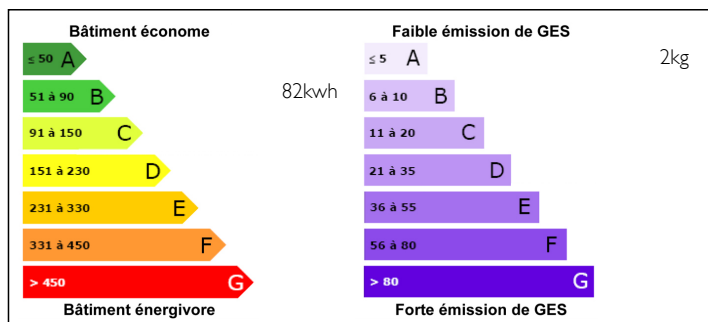 Bâtiment économe
≤ 50 A
51 à 90 B
82kwh
91 à 150 C
151 à 230 D
231 à 330 E
331 à 450 F
> 450 G
Bâtiment énergivore
Faible émission de GES
≤ 5 A
2kg
6 à 10 B
11 à 20 C
21 à 35 D
36 à 55 E
56 à 80 F
> 80 G
Forte émission de GES